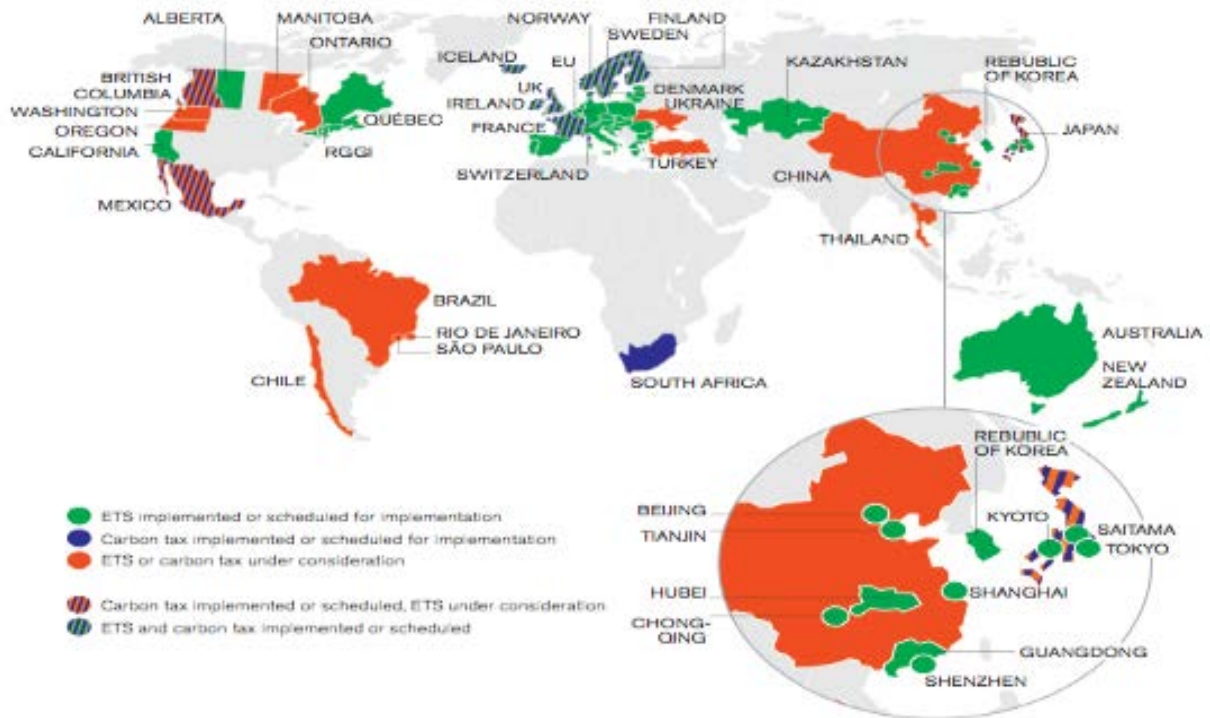 ALBERTA
MANITOBA
ONTARIO
NORWAY
FINLAND
SWEDEN
ICELAND
EU
KAZAKHSTAN
REPUBLIC
OF KOREA
BRITISH
COLUMBIA
UK
DENMARK
UKRAINE
WASHINGTON
IRELAND
OREGON
QUÉBEC
FRANCE
JAPAN
CALIFORNIA
RGGI
TURKEY
SWITZERLAND
CHINA
MEXICO
THAILAND
BRAZIL
RIO DE JANEIRO
SÃO PAULO
AUSTRALIA
CHILE
SOUTH AFRICA
NEW
ZEALAND
REBUBLIC
OF KOREA
BEIJING
TIANJIN
KYOTO
SAITAMA
TOKYO
HUBEI
SHANGHAI
CHONG-
QING
GUANGDONG
SHENZHEN
ETS implemented or scheduled for implementation
Carbon tax implemented or scheduled for implementation
ETS or carbon tax under consideration
Carbon tax implemented or scheduled, ETS under consideration
ETS and carbon tax implemented or scheduled